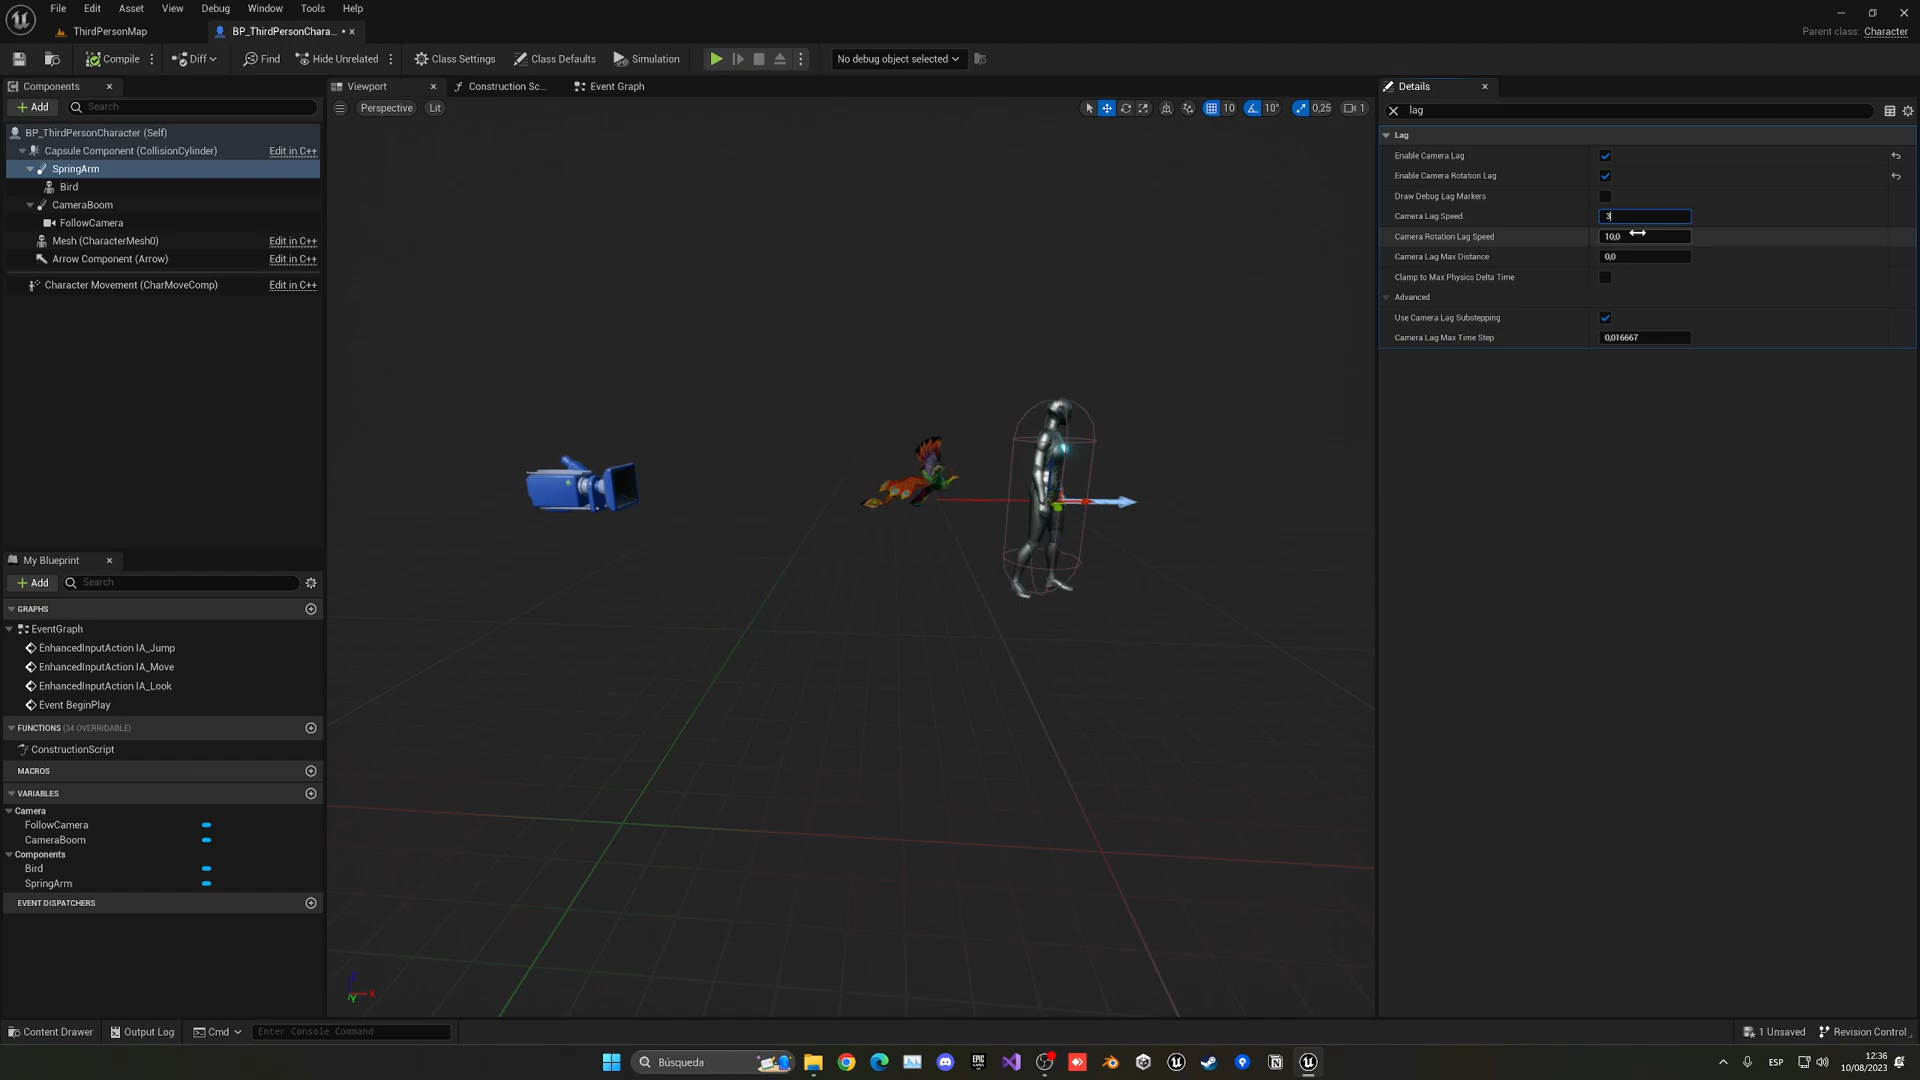 File Edit Asset View Debug Window Tools Help
ThirdPersonMap
BP_ThirdPersonChara...
Parent class: Character
Compile Diff Find Hide Unrelated Class Settings Class Defaults Simulation No debug object selected
Components
Add Search
BP_ThirdPersonCharacter (Self)
Capsule Component (CollisionCylinder) Edit in C++
SpringArm
Bird
CameraBoom
FollowCamera
Mesh (CharacterMesh0) Edit in C++
Arrow Component (Arrow) Edit in C++
Character Movement (CharMoveComp) Edit in C++
My Blueprint
Add Search
GRAPHS
EventGraph
EnhancedInputAction IA_Jump
EnhancedInputAction IA_Move
EnhancedInputAction IA_Look
Event BeginPlay
FUNCTIONS (34 OVERRIDABLE)
ConstructionScript
MACROS
VARIABLES
Camera
FollowCamera
CameraBoom
Components
Bird
SpringArm
EVENT DISPATCHERS
Viewport Construction Sc... Event Graph
Perspective Lit
10 10° 0,25 1
Z
X
Y
Details
lag
Lag
Enable Camera Lag
Enable Camera Rotation Lag
Draw Debug Lag Markers
Camera Lag Speed 3
Camera Rotation Lag Speed 10,0
Camera Lag Max Distance 0,0
Clamp to Max Physics Delta Time
Advanced
Use Camera Lag Substepping
Camera Lag Max Time Step 0,016667
Content Drawer Output Log Cmd Enter Console Command
1 Unsaved Revision Control
Búsqueda
ESP
12:36
10/08/2023